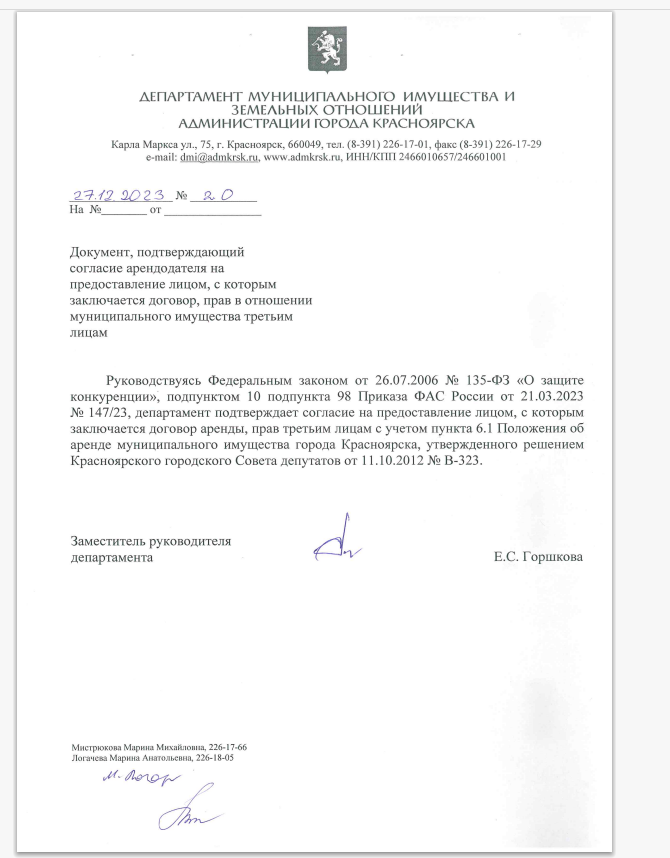 ДЕПАРТАМЕНТ МУНИЦИПАЛЬНОГО ИМУЩЕСТВА И
ЗЕМЕЛЬНЫХ ОТНОШЕНИЙ
АДМИНИСТРАЦИИ ГОРОДА КРАСНОЯРСКА
Карла Маркса ул., 75, г. Красноярск, 660049, тел. (8-391) 226-17-01, факс (8-391) 226-17-29
e-mail: dmi@admkrsk.ru, www.admkrsk.ru, ИНН/КПП 2466010657/246601001
27.12.2023 № 20
На №________ от ________________
Документ, подтверждающий
согласие арендодателя на
предоставление лицом, с которым
заключается договор, прав в отношении
муниципального имущества третьим
лицам
Руководствуясь Федеральным законом от 26.07.2006 № 135-ФЗ «О защите
конкуренции», подпунктом 10 подпункта 98 Приказа ФАС России от 21.03.2023
№ 147/23, департамент подтверждает согласие на предоставление лицом, с которым
заключается договор аренды, прав третьим лицам с учетом пункта 6.1 Положения об
аренде муниципального имущества города Красноярска, утвержденного решением
Красноярского городского Совета депутатов от 11.10.2012 № В-323.
Заместитель руководителя
департамента
Е.С. Горшкова
Мистрюкова Марина Михайловна, 226-17-66
Логачева Марина Анатольевна, 226-18-05